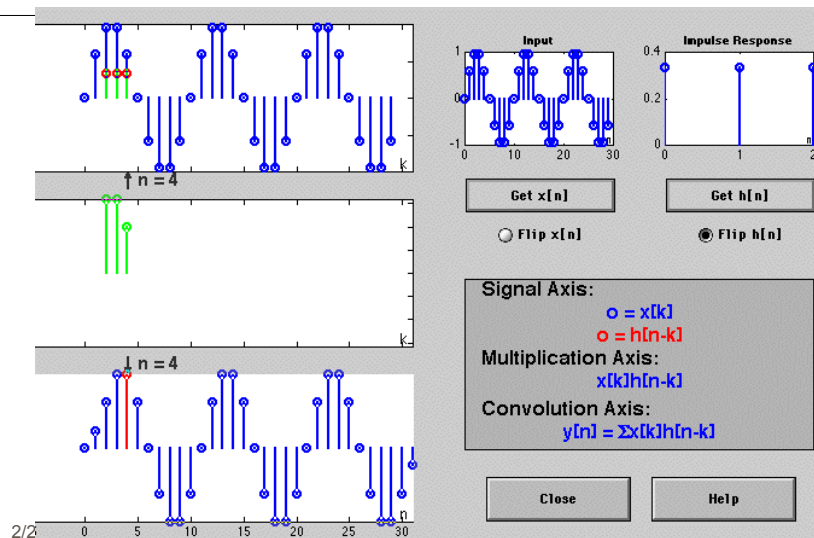 k
n = 4
k
n = 4
n
0 5 10 15 20 25 30
2/2
Input
1
0
-1
0 10 20 30
n
Impulse Response
0.4
0.2
0
0 1 2
n
Get x[n]
Get h[n]
Flip x[n]
Flip h[n]
Signal Axis:
o = x[k]
o = h[n-k]
Multiplication Axis:
x[k]h[n-k]
Convolution Axis:
y[n] = Σx[k]h[n-k]
Close
Help